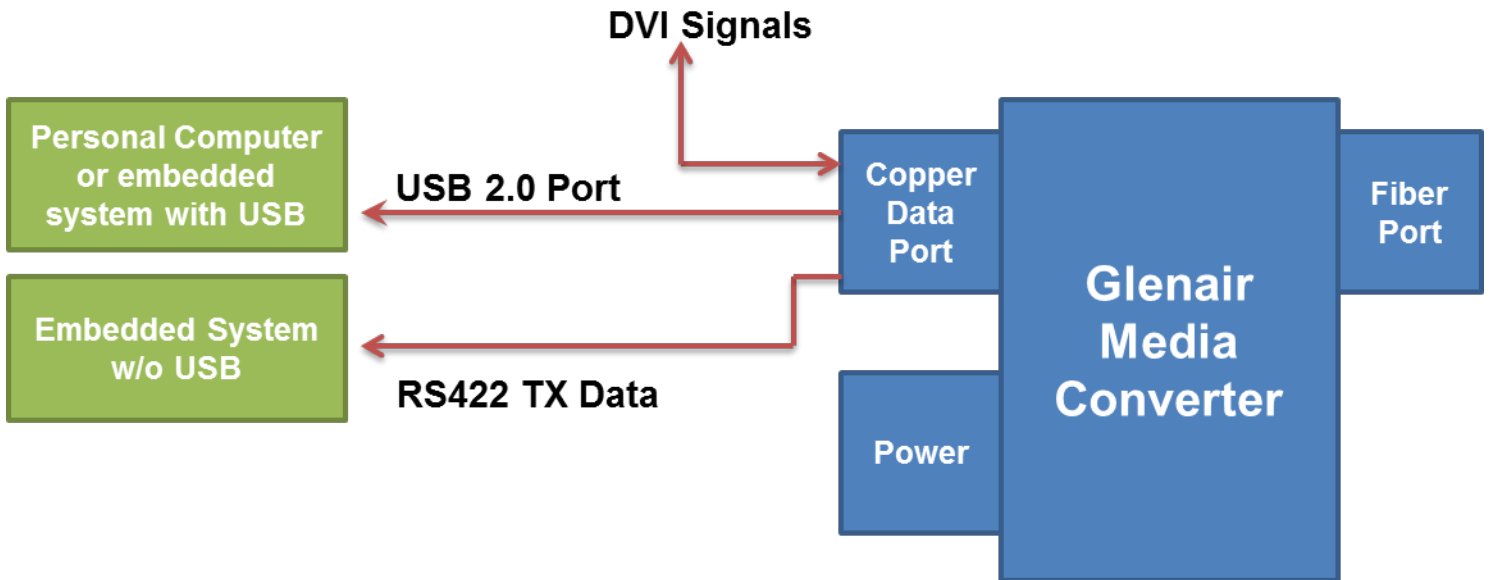 DVI Signals
Personal Computer
or embedded
system with USB
USB 2.0 Port
Copper
Data
Port
Fiber
Port
Glenair
Media
Converter
Embedded System
w/o USB
RS422 TX Data
Power